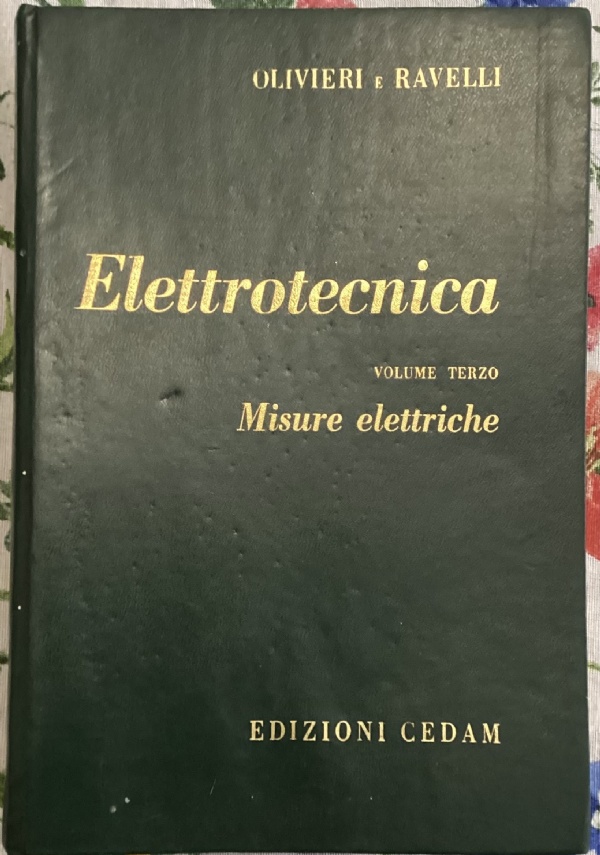 OLIVIERI E RAVELLI
Elettrotecnica
VOLUME TERZO
Misure elettriche
EDIZIONI CEDAM